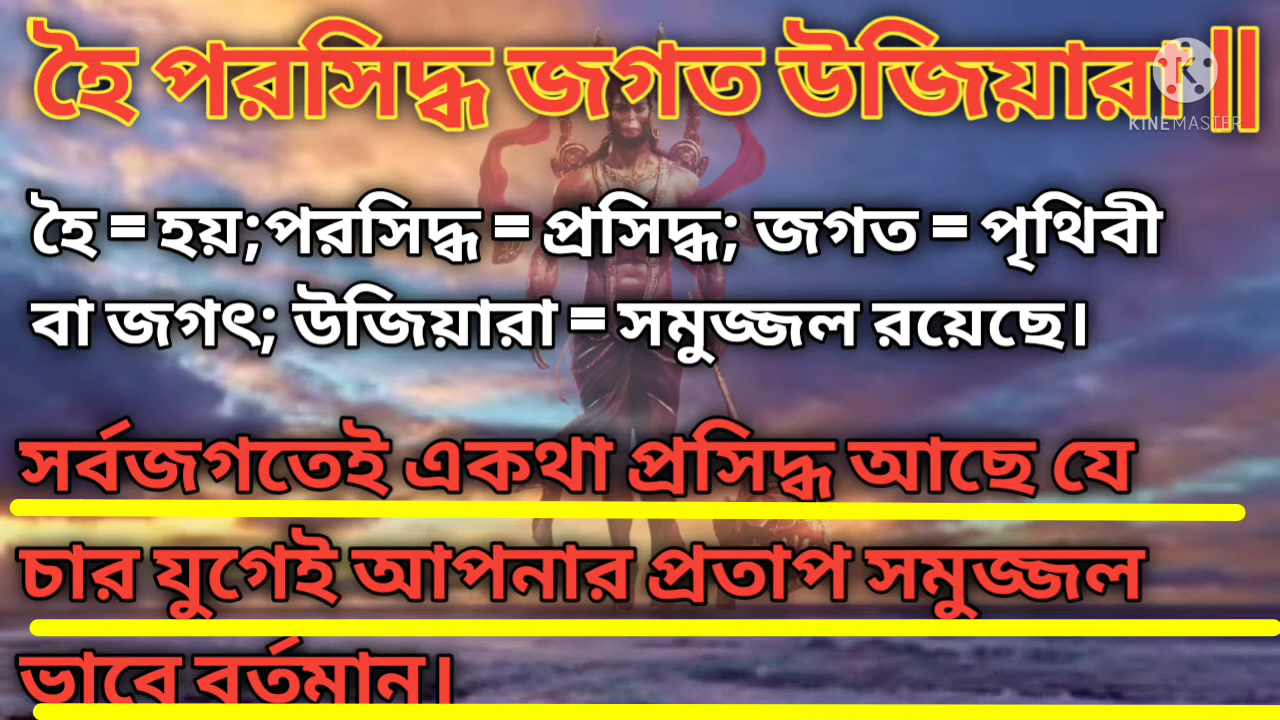 হৈ পরসিদ্ধ জগত উজিয়ারা||
KINEMASTER
হৈ = হয়;পরসিদ্ধ = প্রসিদ্ধ; জগত = পৃথিবী
বা জগৎ; উজিয়ারা = সমুজ্জল রয়েছে।
সর্বজগতেই একথা প্রসিদ্ধ আছে যে
চার যুগেই আপনার প্রতাপ সমুজ্জল
ভাবে বর্তমান।